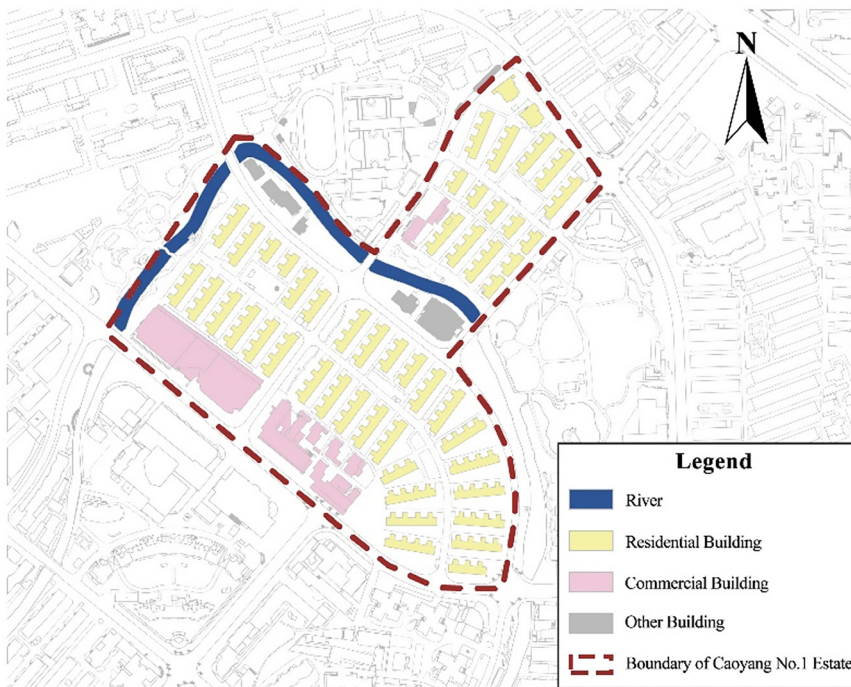 N
Legend
River
Residential Building
Commercial Building
Other Building
Boundary of Caoyang No.1 Estate